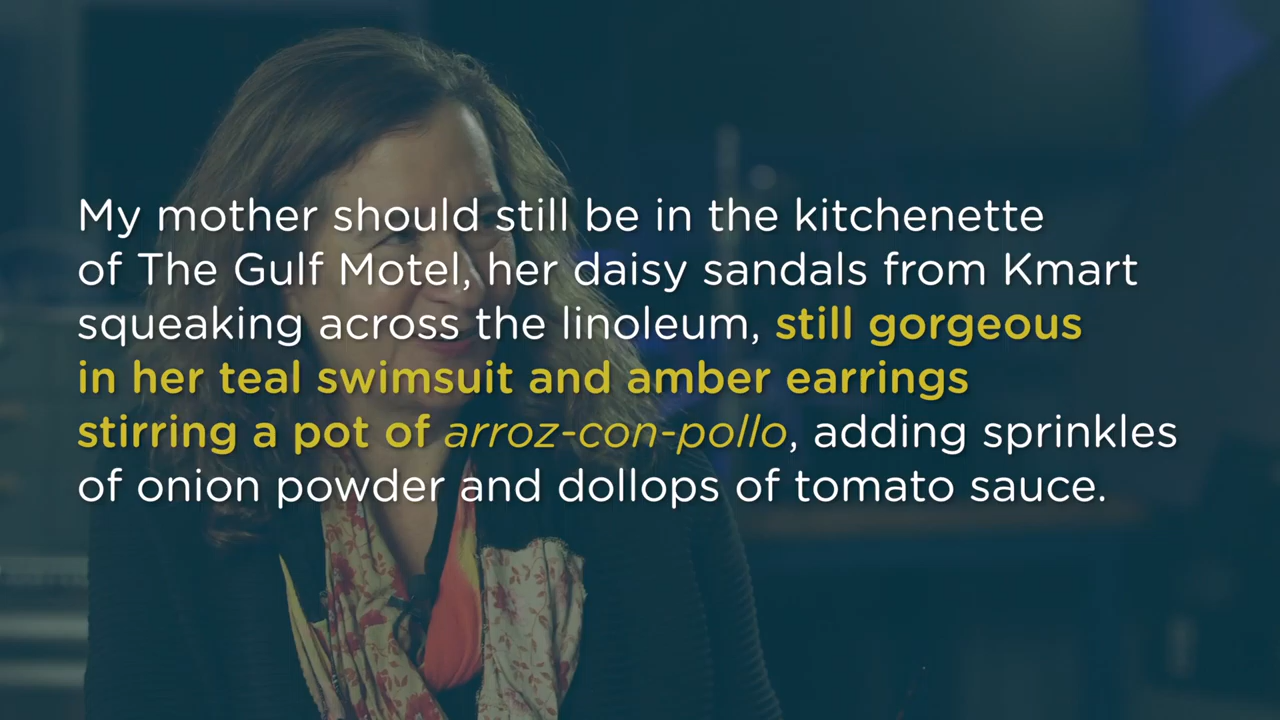 My mother should still be in the kitchenette
of The Gulf Motel, her daisy sandals from Kmart
squeaking across the linoleum, still gorgeous
in her teal swimsuit and amber earrings
stirring a pot of arroz-con-pollo, adding sprinkles
of onion powder and dollops of tomato sauce.